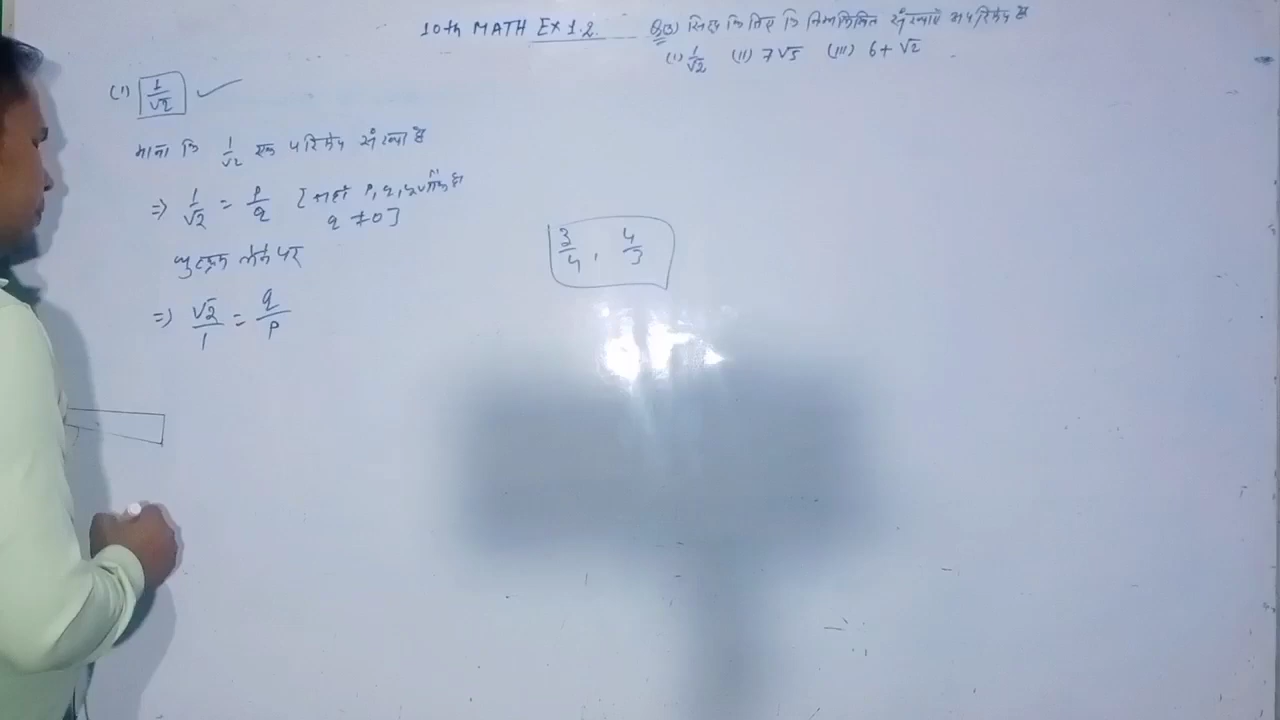 10th MATH EX 1.2 Q(3) सिद्ध कीजिए कि निम्नलिखित संख्याएँ अपरिमेय हैं
(i) 1/√2 (ii) 7√5 (iii) 6+√2
(i) 1/√2
माना कि 1/√2 एक परिमेय संख्या है
⇒ 1/√2 = p/q [जहाँ p, q, पूर्णांक हैं
q ≠ 0]
3/4, 4/3
व्युत्क्रम लेने पर
⇒ √2/1 = q/p